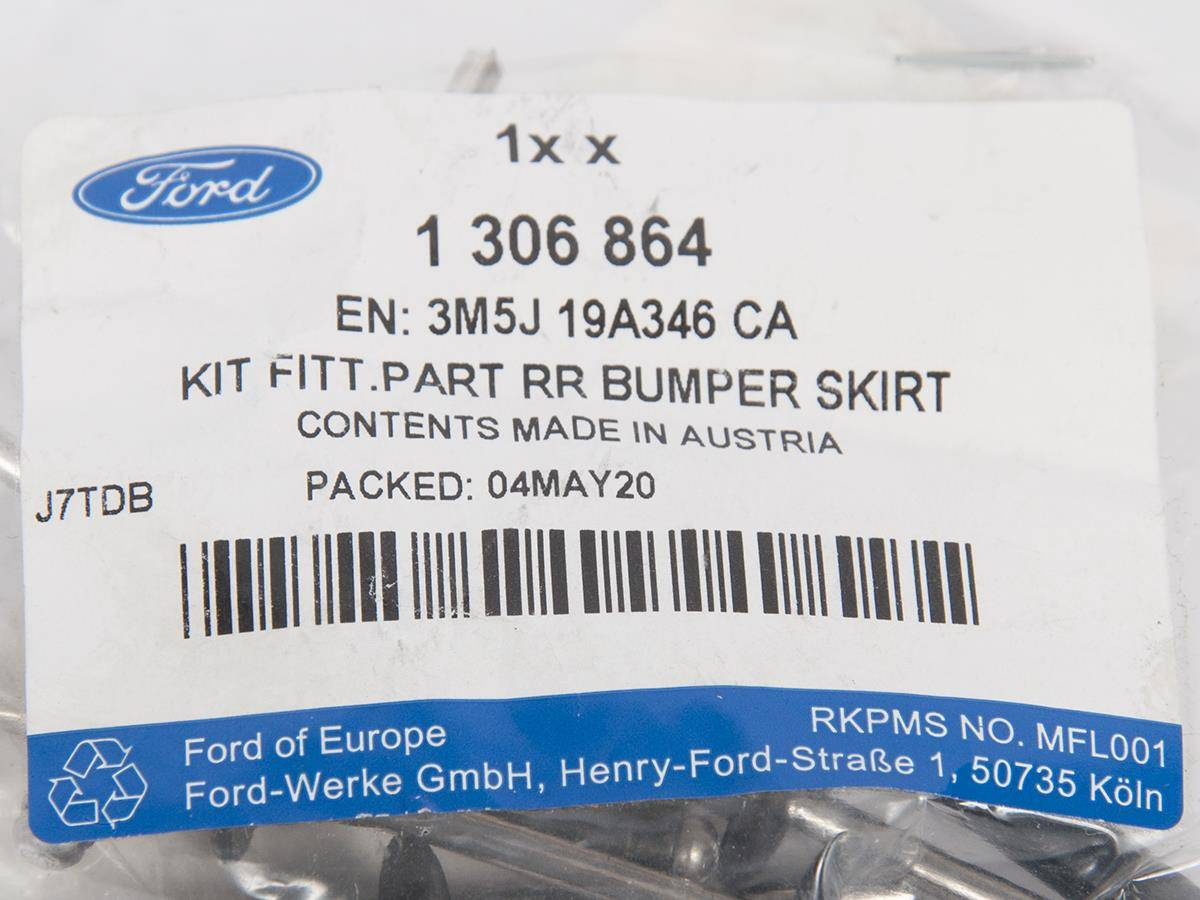 Ford
1x x
1 306 864
EN: 3M5J 19A346 CA
KIT FITT.PART RR BUMPER SKIRT
CONTENTS MADE IN AUSTRIA
J7TDB
PACKED: 04MAY20
Ford of Europe
RKPMS NO. MFL001
Ford-Werke GmbH, Henry-Ford-Straße 1, 50735 Köln